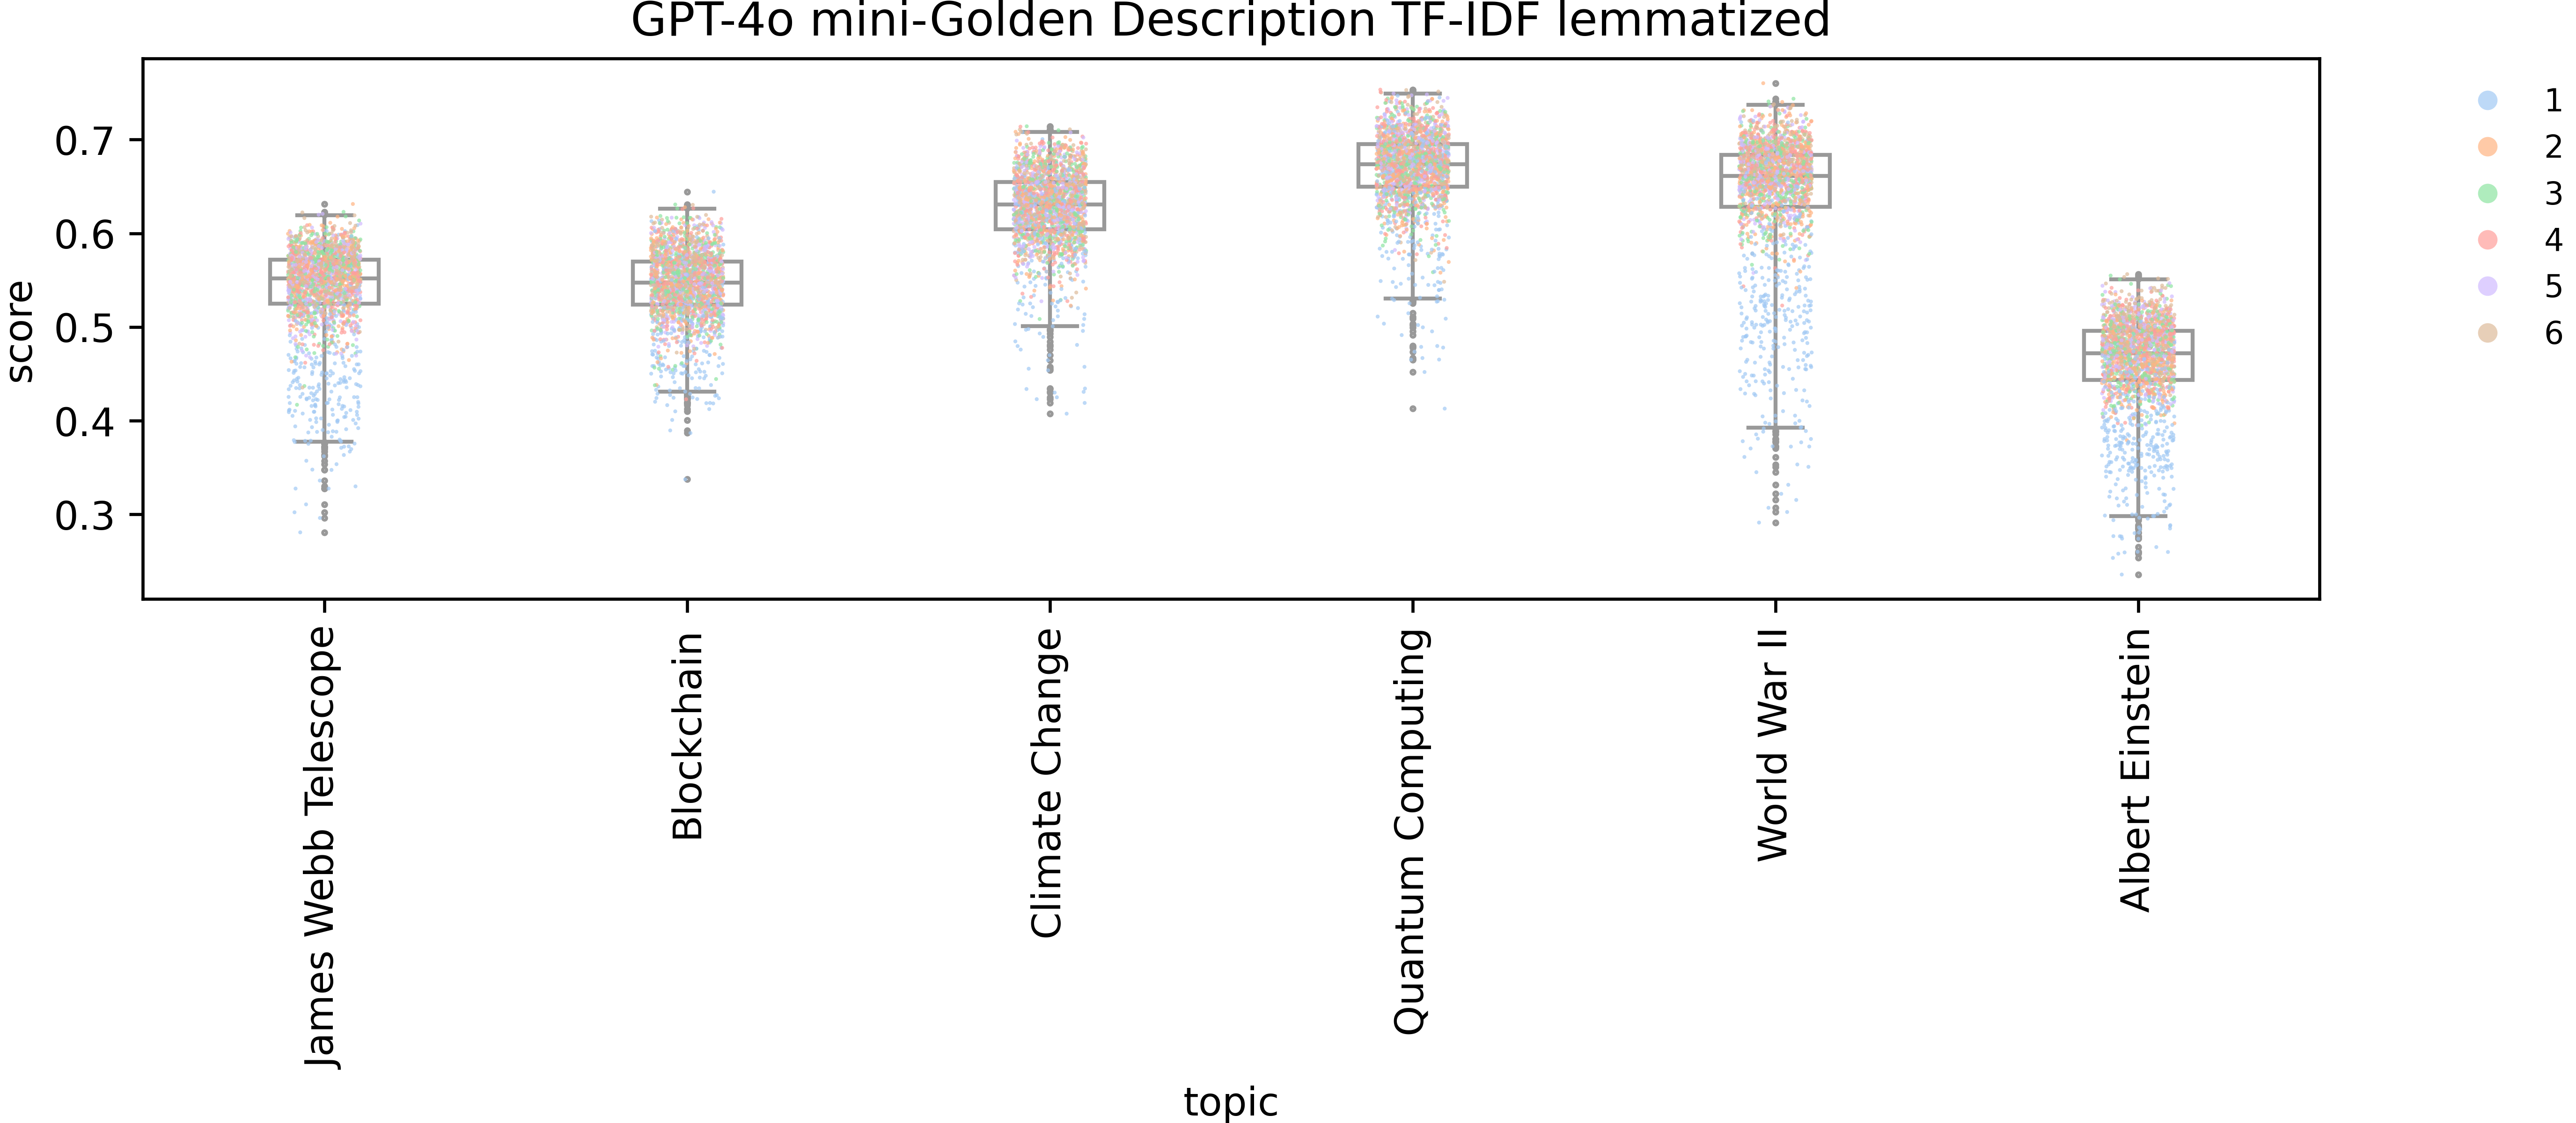 GPT-4o mini-Golden Description TF-IDF lemmatized
score
0.7
0.6
0.5
0.4
0.3
1
2
3
4
5
6
James Webb Telescope
Blockchain
Climate Change
Quantum Computing
World War II
Albert Einstein
topic